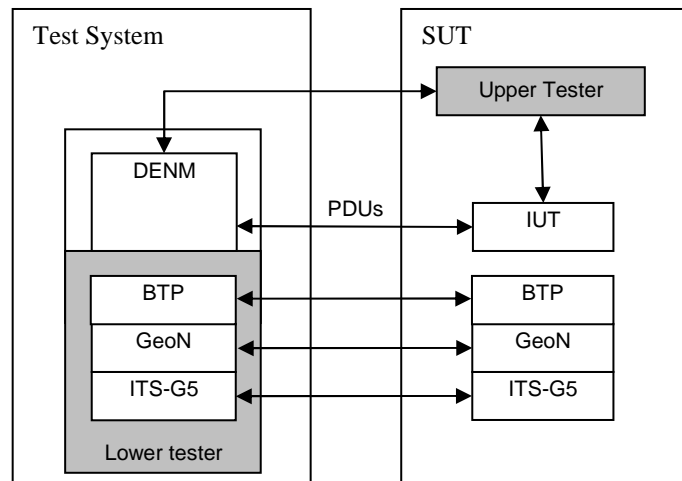 Test System
SUT
Upper Tester
DENM
PDUs
IUT
BTP
BTP
GeoN
GeoN
ITS-G5
ITS-G5
Lower tester